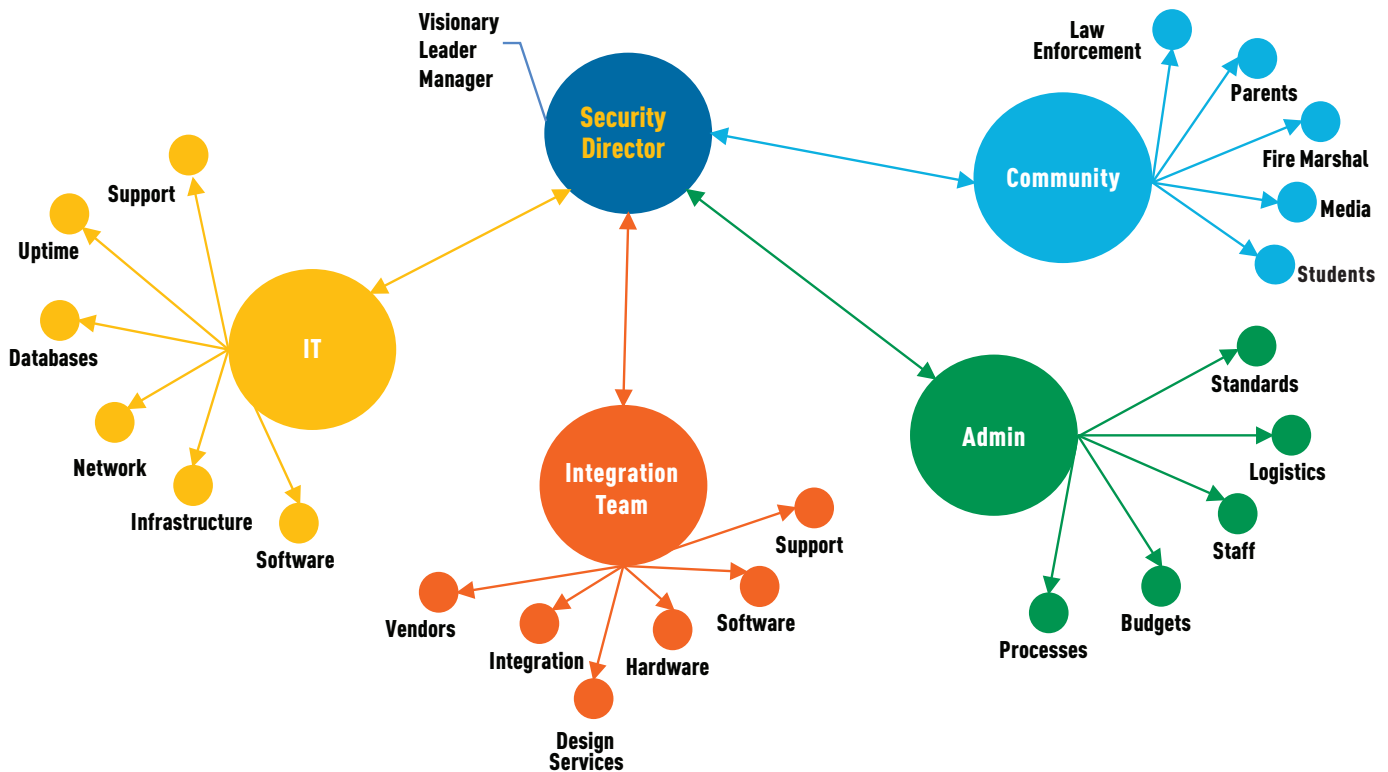 Visionary
Leader
Manager
Security
Director
Law
Enforcement
Parents
Fire Marshal
Media
Students
Community
Support
Uptime
Databases
Network
Infrastructure
Software
IT
Integration
Team
Support
Software
Hardware
Design
Services
Integration
Vendors
Admin
Standards
Logistics
Staff
Budgets
Processes